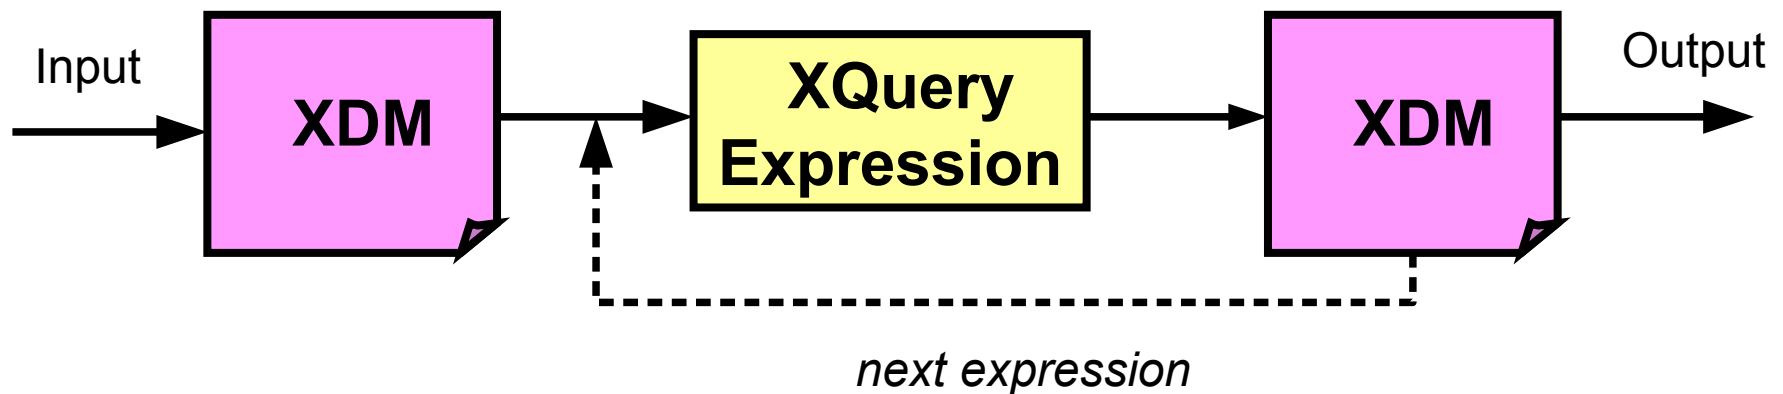 Input
XDM
XQuery
Expression
XDM
Output
next expression